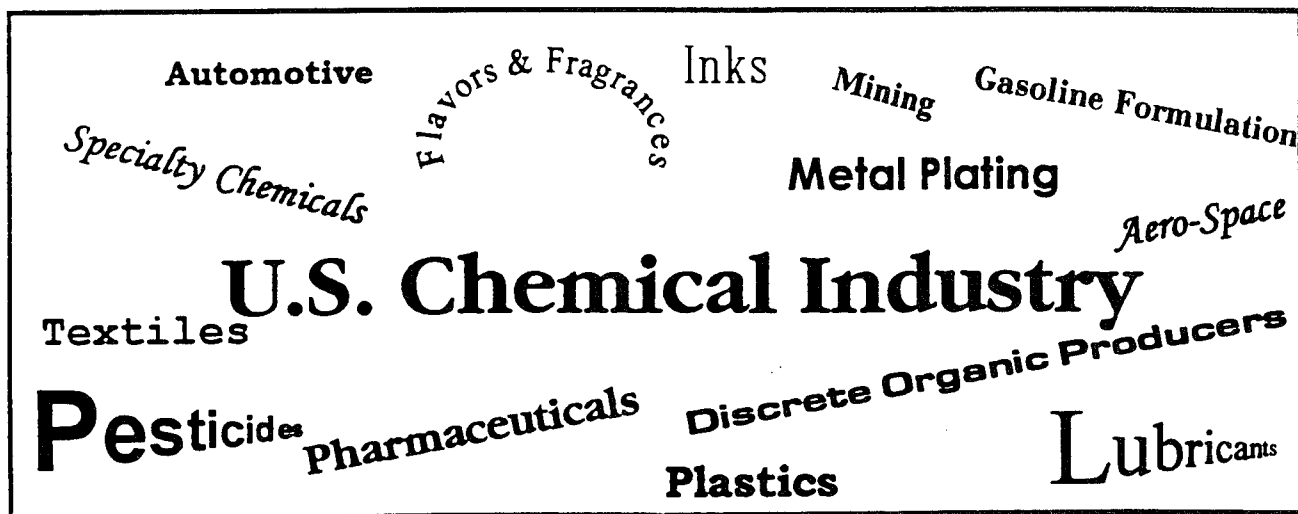 Automotive
Flavors & Fragrances
Inks
Mining
Gasoline Formulation
Specialty Chemicals
Metal Plating
Aero-Space
U.S. Chemical Industry
Textiles
Discrete Organic Producers
Pesticides
Pharmaceuticals
Lubricants
Plastics